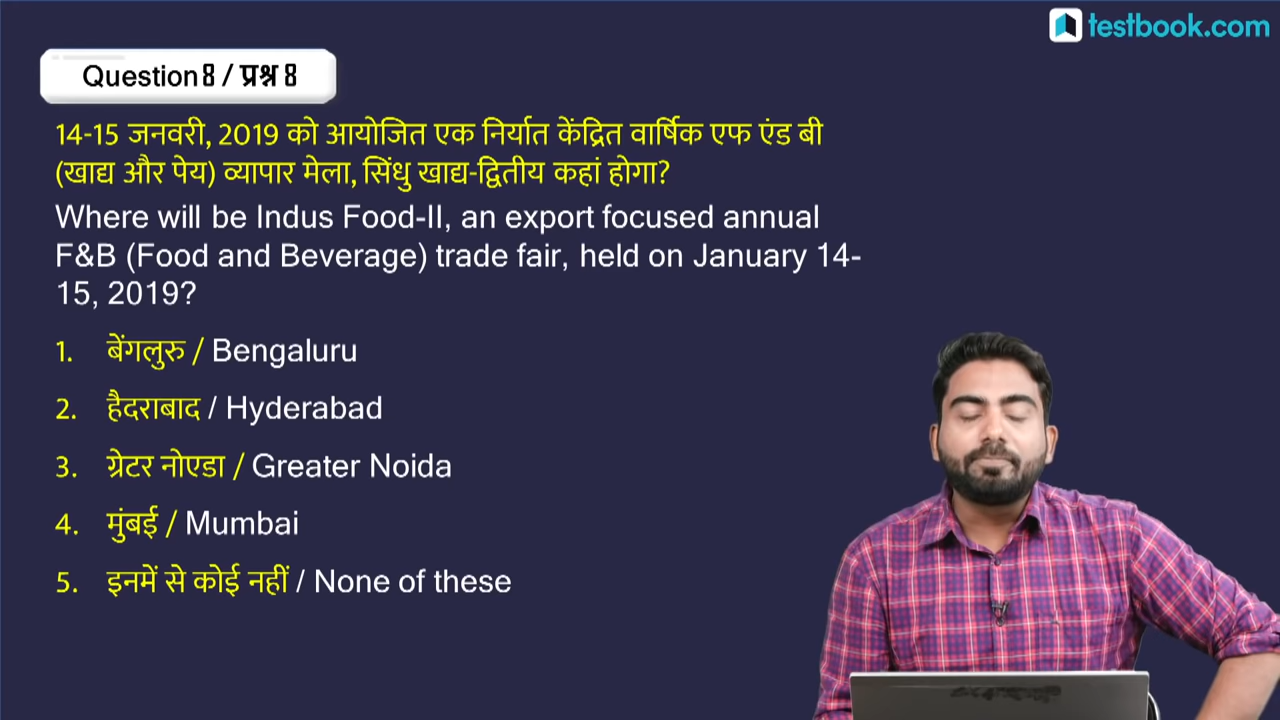 testbook.com
Question 8 / प्रश्न 8
14-15 जनवरी, 2019 को आयोजित एक निर्यात केंद्रित वार्षिक एफ एंड बी
(खाद्य और पेय) व्यापार मेला, सिंधु खाद्य-द्वितीय कहां होगा?
Where will be Indus Food-II, an export focused annual
F&B (Food and Beverage) trade fair, held on January 14-
15, 2019?
1. बेंगलुरु / Bengaluru
2. हैदराबाद / Hyderabad
3. ग्रेटर नोएडा / Greater Noida
4. मुंबई / Mumbai
5. इनमें से कोई नहीं / None of these